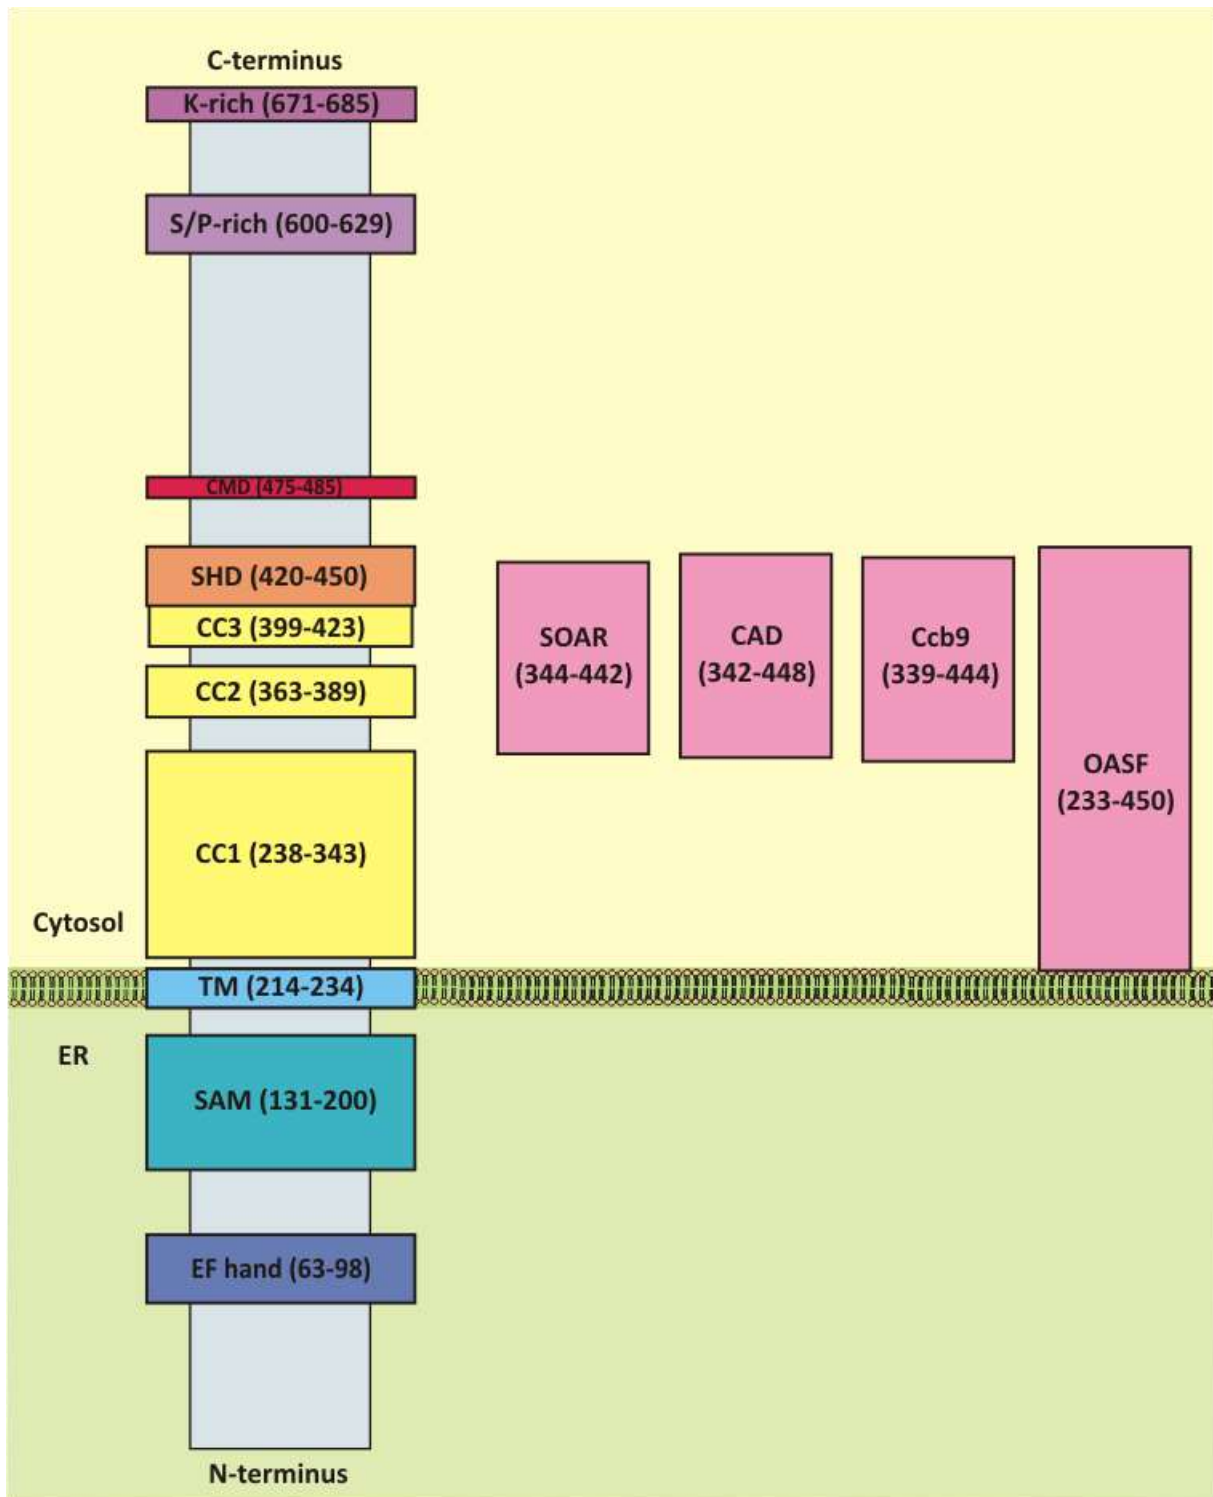 C-terminus
K-rich (671-685)
S/P-rich (600-629)
CMD (475-485)
SHD (420-450)
CC3 (399-423)
CC2 (363-389)
CC1 (238-343)
SOAR
(344-442)
CAD
(342-448)
Ccb9
(339-444)
OASF
(233-450)
Cytosol
TM (214-234)
ER
SAM (131-200)
EF hand (63-98)
N-terminus